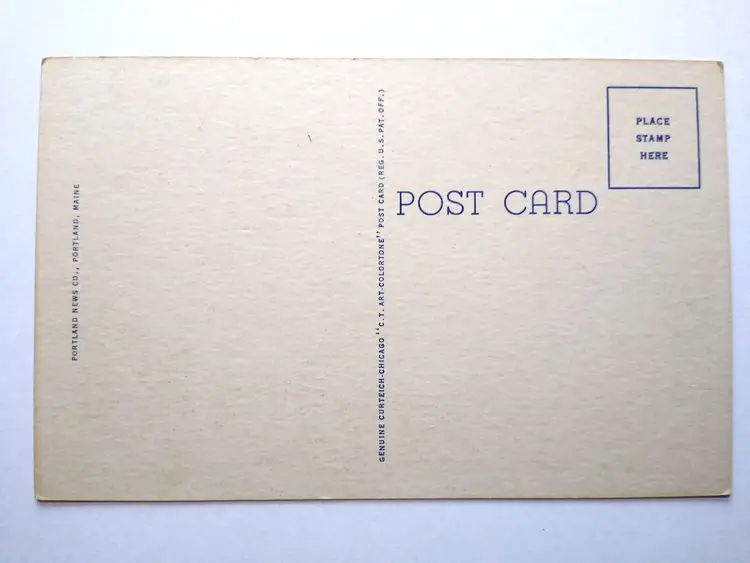 PORTLAND NEWS CO., PORTLAND, MAINE
GENUINE CURTEICH-CHICAGO "C.T. ART-COLORTONE" POST CARD (REG. U.S. PAT. OFF.)
POST CARD
PLACE
STAMP
HERE